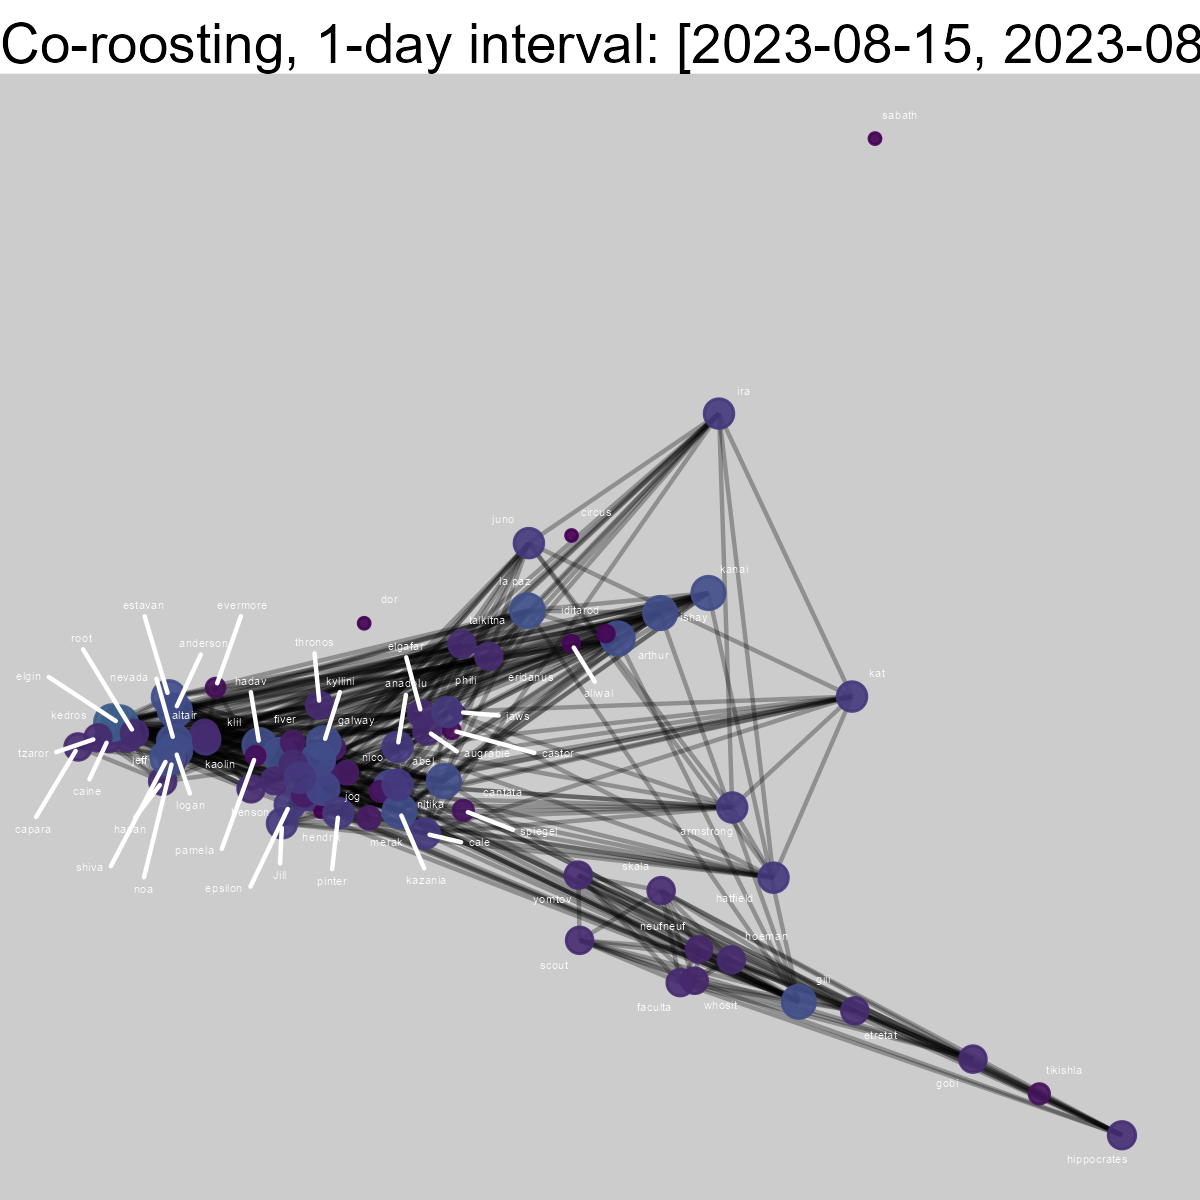 Co-roosting, 1-day interval: [2023-08-15, 2023-08
sabath
ira
circus
juno
kanai
la paz
dor
iditarod
ishay
estavan
evermore
talkitna
root
anderson
thronos
elgafar
arthur
elgin
nevada
hadav
kyllini
anadolu
phili
eridanus
kat
aliwal
kedros
altair
klil
fiver
galway
jaws
tzaror
jeff
kaolin
nico
abel
augrabie
castor
caine
logan
henson
jog
nitika
cantata
capara
harian
hendrix
merak
cale
spiegel
armstrong
pamela
shiva
noa
epsilon
Jill
pinter
kazania
skala
yomtov
hatfield
neufneuf
hoeman
scout
gill
faculta
whosit
etretat
gobi
tikishla
hippocrates